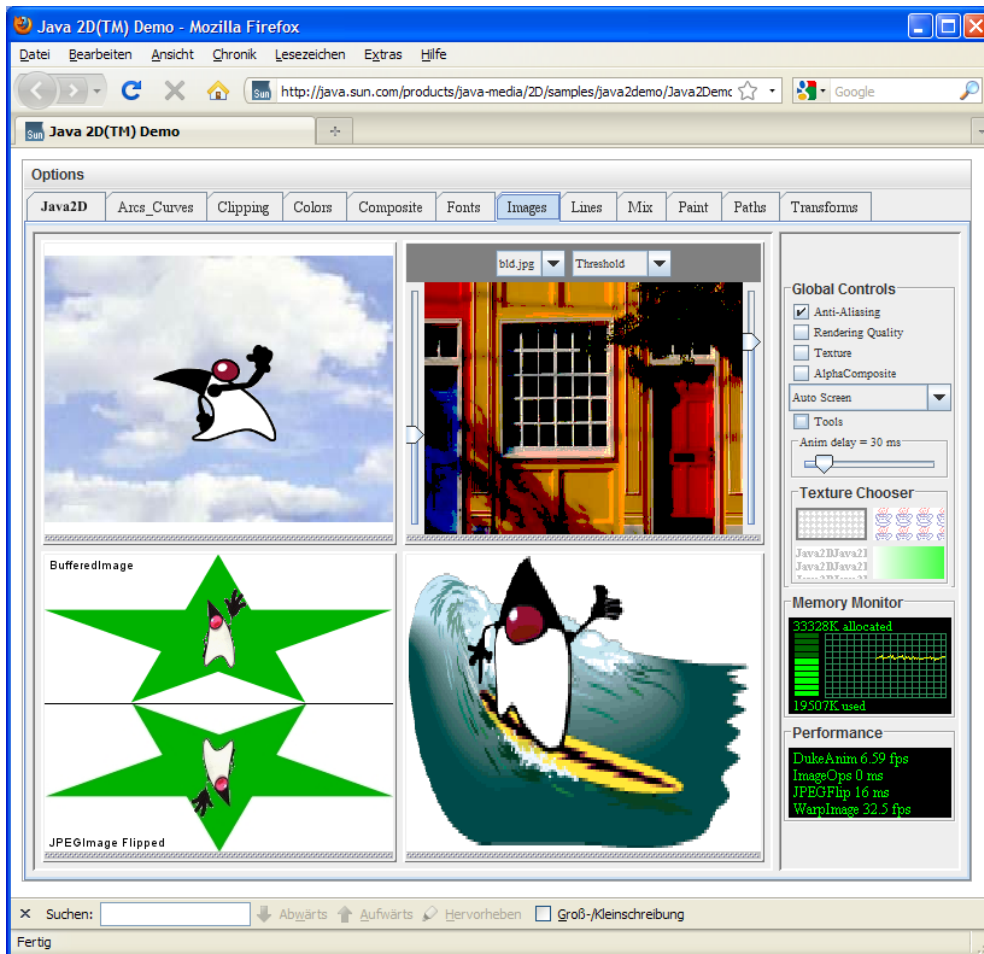 Java 2D(TM) Demo - Mozilla Firefox
Datei Bearbeiten Ansicht Chronik Lesezeichen Extras Hilfe
Sun http://java.sun.com/products/java-media/2D/samples/java2demo/Java2Demo Google
Sun Java 2D(TM) Demo
Options
Java2D Arcs_Curves Clipping Colors Composite Fonts Images Lines Mix Paint Paths Transforms
bld.jpg Threshold
Global Controls
Anti-Aliasing
Rendering Quality
Texture
AlphaComposite
Auto Screen
Tools
Anim delay = 30 ms
Texture Chooser
Java2DJava2I
Java2BJava2I
BufferedImage
JPEGImage Flipped
Memory Monitor
33328K allocated
19507K used
Performance
DukeAnim 6.59 fps
ImageOps 0 ms
JPEGFlip 16 ms
WarpImage 32.5 fps
Suchen: Abwärts Aufwärts Hervorheben Groß-/Kleinschreibung
Fertig